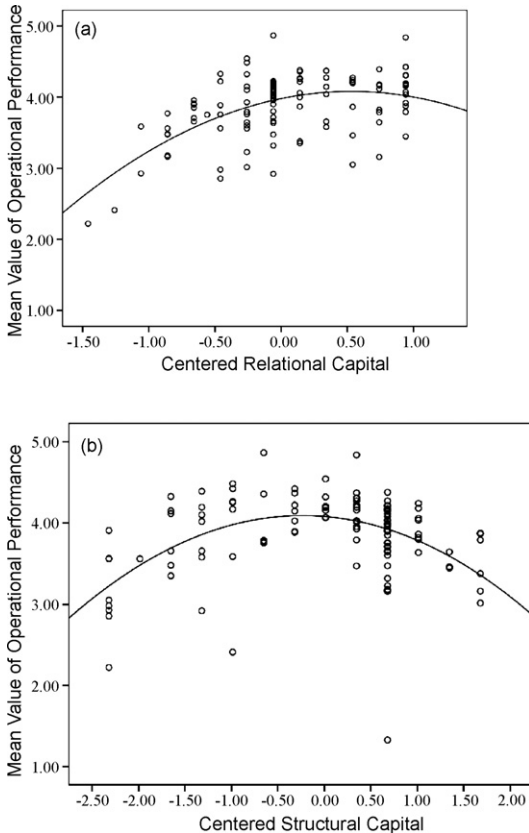 (a)
Mean Value of Operational Performance
5.00
4.00
3.00
2.00
1.00
-1.50 -1.00 -0.50 0.00 0.50 1.00
Centered Relational Capital
(b)
Mean Value of Operational Performance
5.00
4.00
3.00
2.00
1.00
-2.50 -2.00 -1.50 -1.00 -0.50 0.00 0.50 1.00 1.50 2.00
Centered Structural Capital